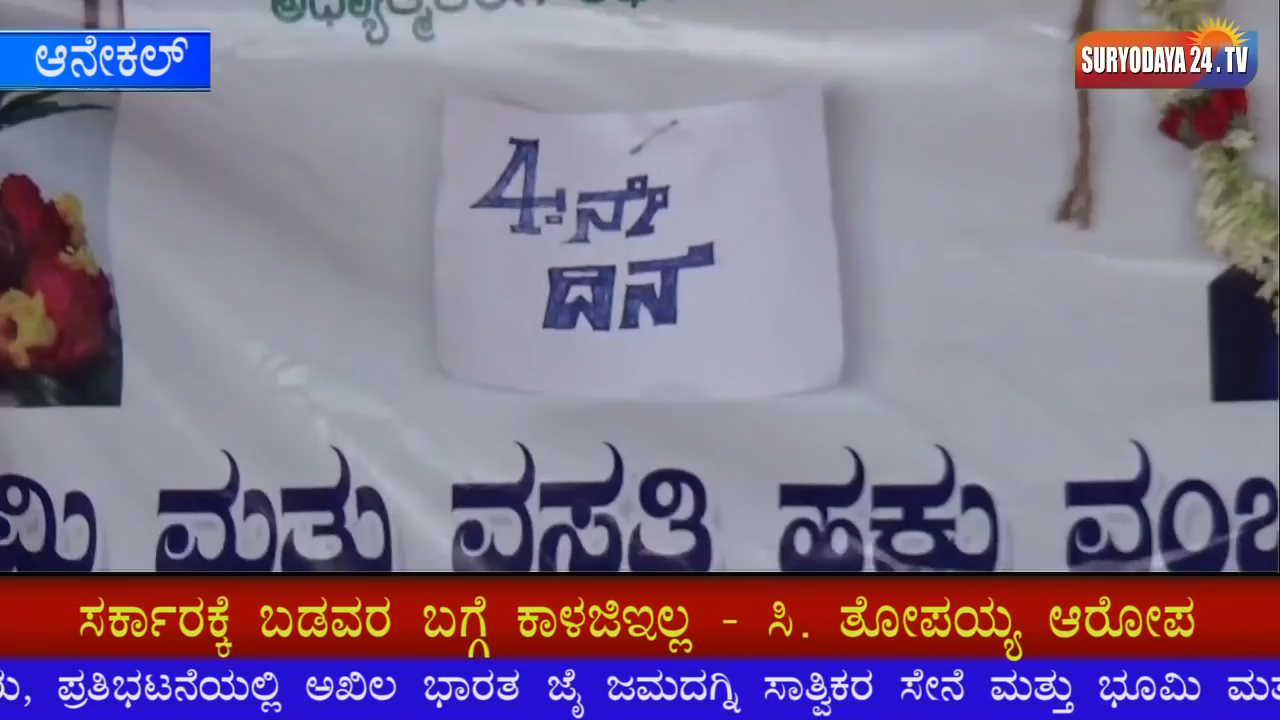 ಆನೇಕಲ್
SURYODAYA 24.TV
4ನೇ
ದಿನ
ಮತ್ತು ವಸತಿ ಹಕ್ಕು
ಸರ್ಕಾರಕ್ಕೆ ಬಡವರ ಬಗ್ಗೆ ಕಾಳಜಿಇಲ್ಲ - ಸಿ. ತೋಪಯ್ಯ ಆರೋಪ
ಪ್ರತಿಭಟನೆಯಲ್ಲಿ ಅಖಿಲ ಭಾರತ ಜೈ ಜಮದಗ್ನಿ ಸಾತ್ವಿಕರ ಸೇನೆ ಮತ್ತು ಭೂಮಿ